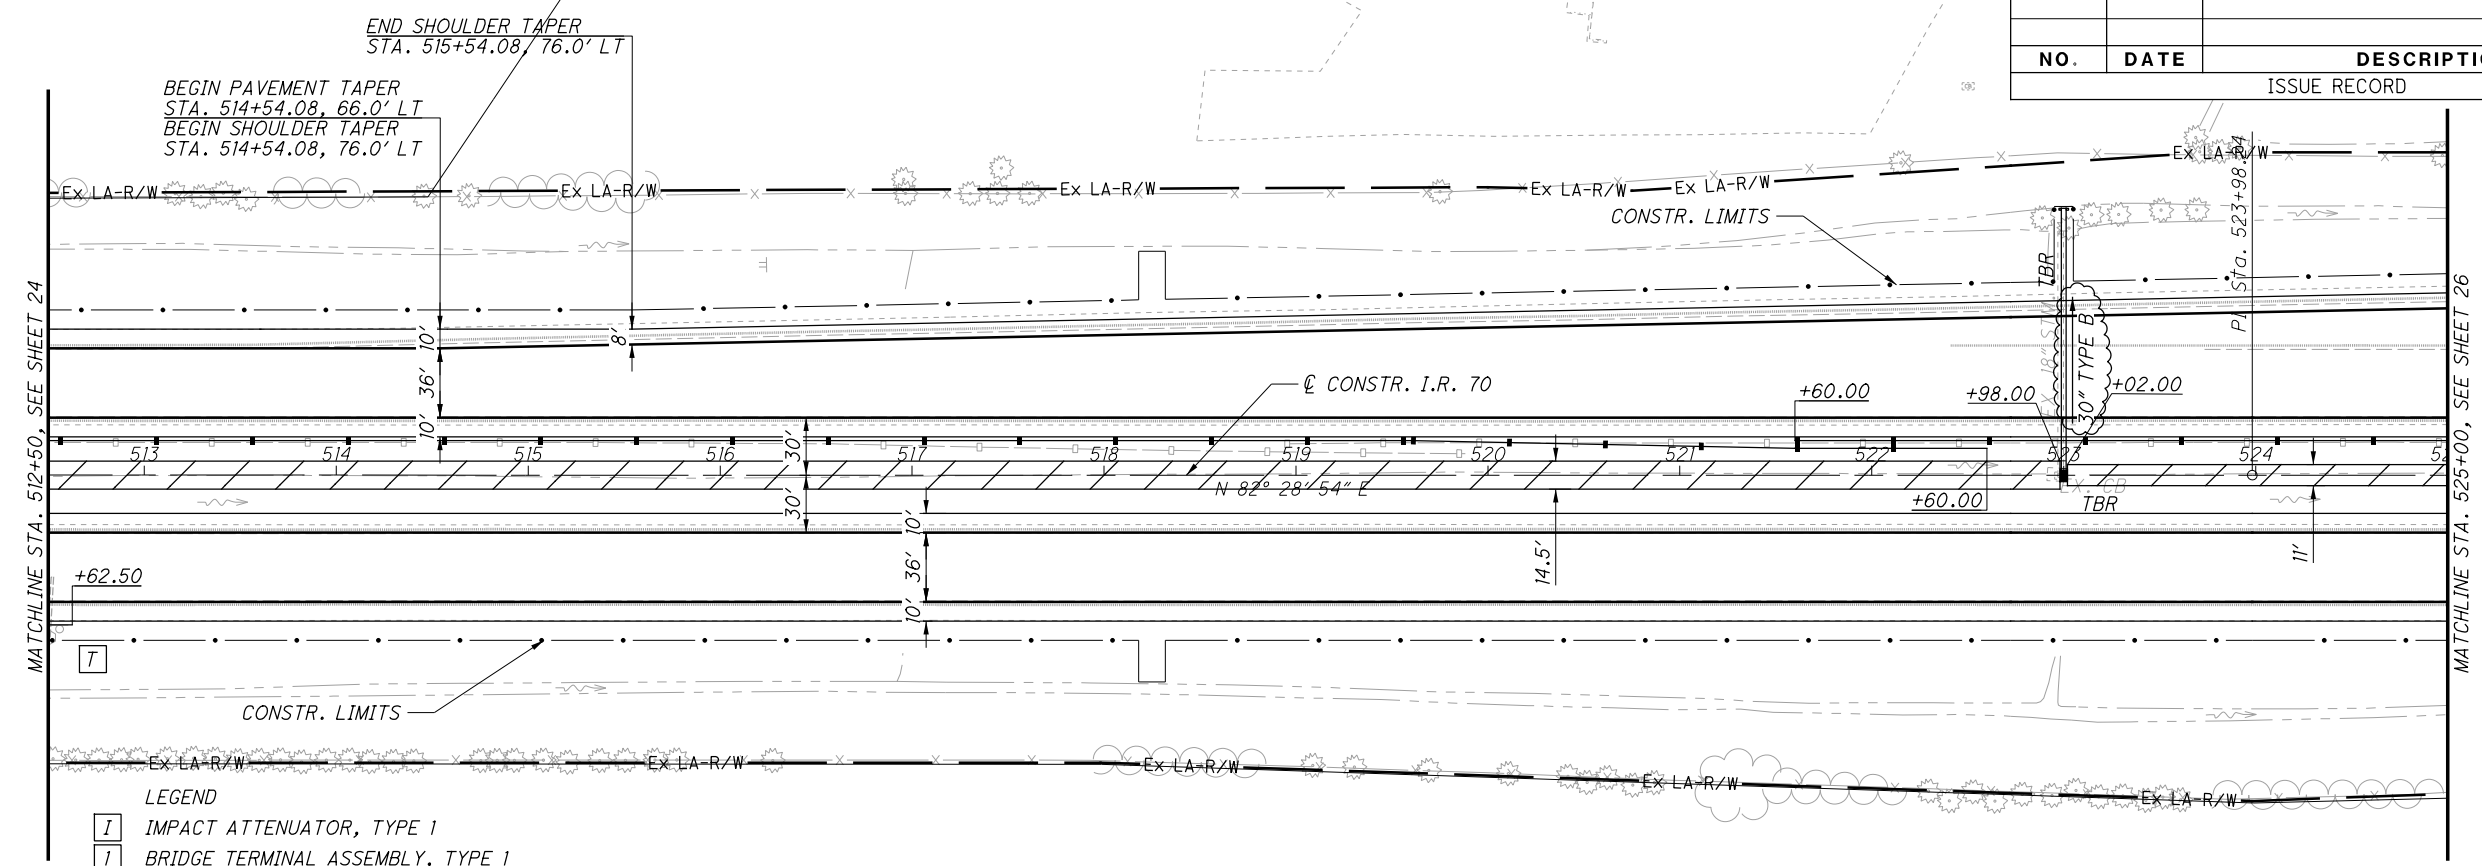 END SHOULDER TAPER
STA. 515+54.08, 76.0' LT
BEGIN PAVEMENT TAPER
STA. 514+54.08, 66.0' LT
BEGIN SHOULDER TAPER
STA. 514+54.08, 76.0' LT
NO. DATE
ISSUE RECORD
Ex LA-R/W Ex LA-R/W Ex LA-R/W Ex LA-R/W Ex LA-R/W Ex LA-R/W
CONSTR. LIMITS
PI Sta. 523+98.24
TBR
10'
8'
36'
10'
30" TYPE B
EX 18"
℄ CONSTR. I.R. 70
+60.00
+98.00
+02.00
30'
513 514 515 516 517 518 519 520 521 522 523 524
N 82° 28' 54" E
EX. CB
TBR
+60.00
30'
10'
14.5'
11'
36'
10'
+62.50
T
CONSTR. LIMITS
MATCHLINE STA. 512+50, SEE SHEET 24
MATCHLINE STA. 525+00, SEE SHEET 26
Ex LA-R/W Ex LA-R/W Ex LA-R/W Ex LA-R/W Ex LA-R/W
LEGEND
I IMPACT ATTENUATOR, TYPE 1
1 BRIDGE TERMINAL ASSEMBLY, TYPE 1